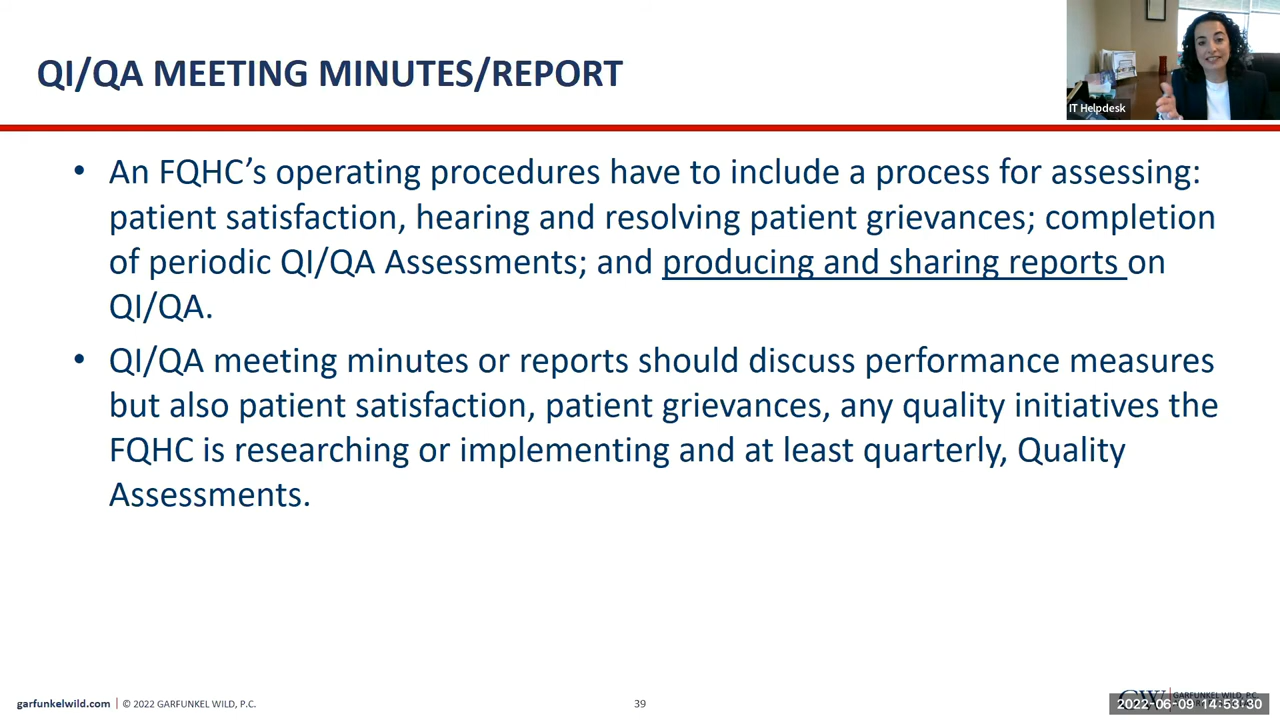 QI/QA MEETING MINUTES/REPORT
IT Helpdesk
• An FQHC’s operating procedures have to include a process for assessing:
patient satisfaction, hearing and resolving patient grievances; completion
of periodic QI/QA Assessments; and producing and sharing reports on
QI/QA.
• QI/QA meeting minutes or reports should discuss performance measures
but also patient satisfaction, patient grievances, any quality initiatives the
FQHC is researching or implementing and at least quarterly, Quality
Assessments.
garfunkelwild.com | © 2022 GARFUNKEL WILD, P.C.
39
GW GARFUNKEL WILD, P.C.
2022-06-09 14:53:30